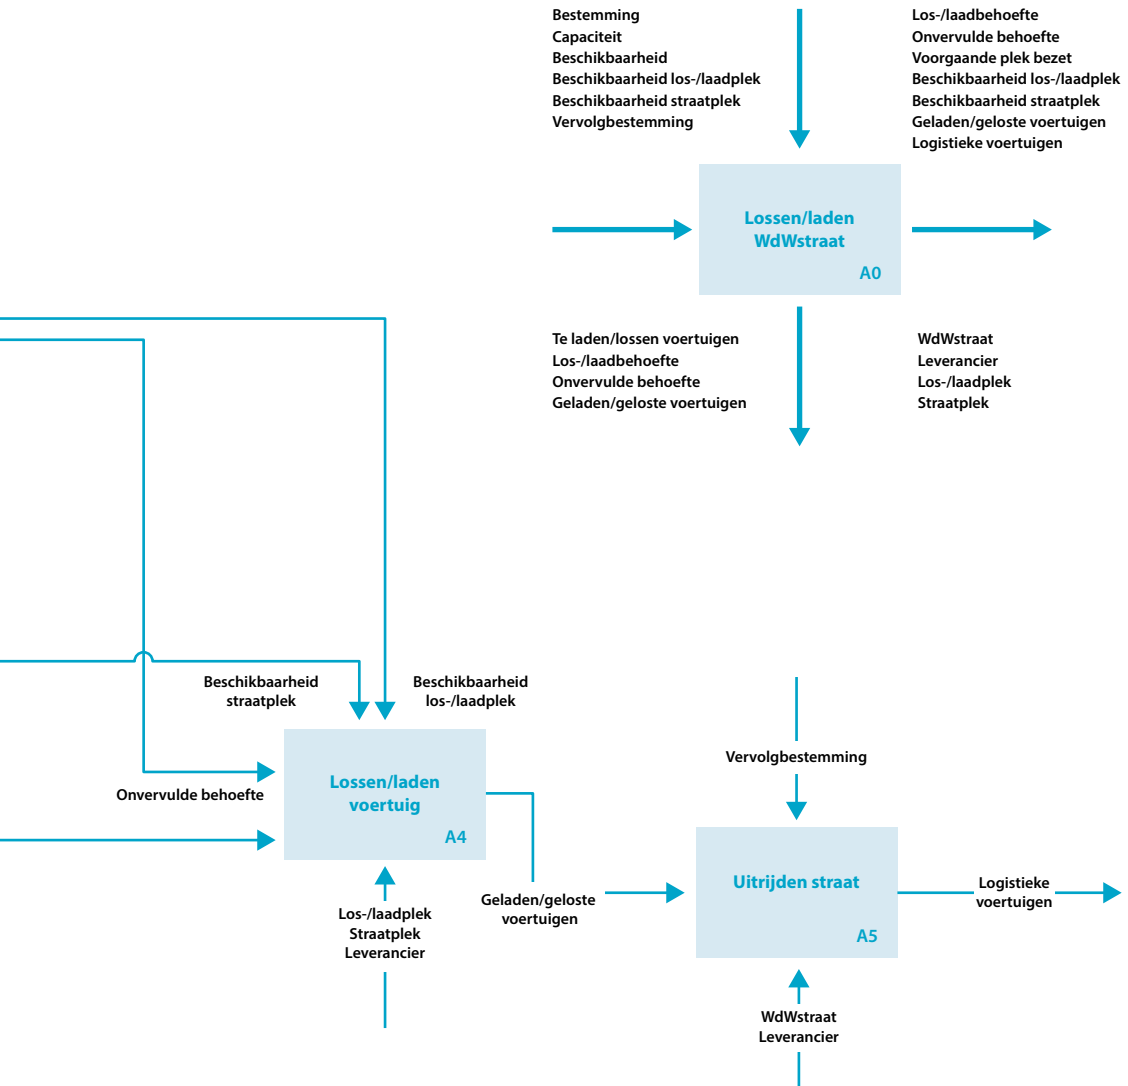 Bestemming
Capaciteit
Beschikbaarheid
Beschikbaarheid los-/laadplek
Beschikbaarheid straatplek
Vervolgbestemming
Los-/laadbehoefte
Onvervulde behoefte
Voorgaande plek bezet
Beschikbaarheid los-/laadplek
Beschikbaarheid straatplek
Geladen/geloste voertuigen
Logistieke voertuigen
Lossen/laden
WdWstraat
A0
Te laden/lossen voertuigen
Los-/laadbehoefte
Onvervulde behoefte
Geladen/geloste voertuigen
WdWstraat
Leverancier
Los-/laadplek
Straatplek
Beschikbaarheid
straatplek
Beschikbaarheid
los-/laadplek
Onvervulde behoefte
Lossen/laden
voertuig
A4
Los-/laadplek
Straatplek
Leverancier
Geladen/geloste
voertuigen
Vervolgbestemming
Uitrijden straat
A5
Logistieke
voertuigen
WdWstraat
Leverancier